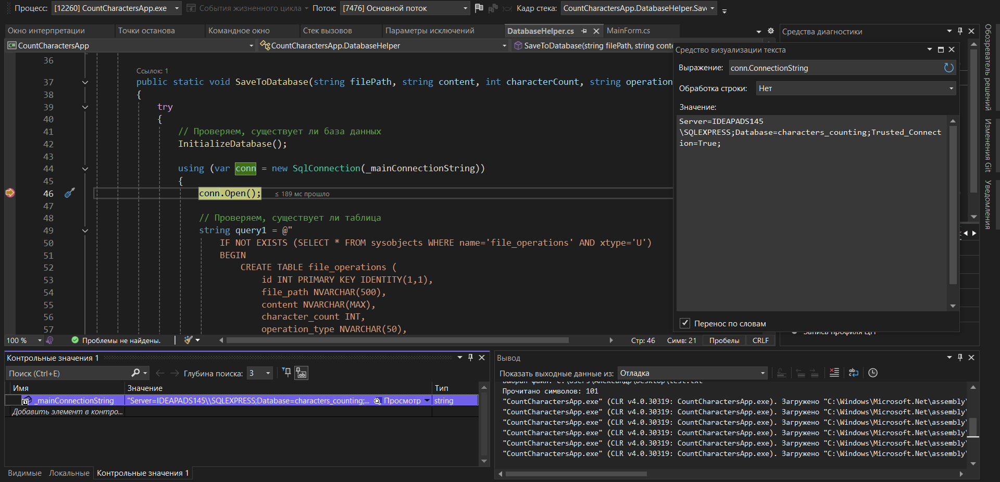 Процесс: [12260] CountCharactersApp.exe События жизненного цикла Поток: [7476] Основной поток Кадр стека: CountCharactersApp.DatabaseHelper.Sav
Окно интерпретации Точки останова Командное окно Стек вызовов Параметры исключений DatabaseHelper.cs MainForm.cs
CountCharactersApp CountCharactersApp.DatabaseHelper SaveToDatabase(string filePath, string conte
36
Ссылок: 1
37 public static void SaveToDatabase(string filePath, string content, int characterCount, string operation
38 {
39 try
40 {
41 // Проверяем, существует ли база данных
42 InitializeDatabase();
43
44 using (var conn = new SqlConnection(_mainConnectionString))
45 {
46 conn.Open(); ≤ 189 мс прошло
47
48 // Проверяем, существует ли таблица
49 string query1 = @"
50 IF NOT EXISTS (SELECT * FROM sysobjects WHERE name='file_operations' AND xtype='U')
51 BEGIN
52 CREATE TABLE file_operations (
53 id INT PRIMARY KEY IDENTITY(1,1),
54 file_path NVARCHAR(500),
55 content NVARCHAR(MAX),
56 character_count INT,
57 operation_type NVARCHAR(50),
100 % Проблемы не найдены. Стр: 46 Симв: 21 Пробелы CRLF
Средства диагностики
Средство визуализации текста
Выражение: conn.ConnectionString
Обработка строки: Нет
Значение:
Server=IDEAPADS145
\SQLEXPRESS;Database=characters_counting;Trusted_Connect
ion=True;
Перенос по словам
Запись профиля ЦП
Обозреватель решений
Изменения Git
Уведомления
Контрольные значения 1
Поиск (Ctrl+E) Глубина поиска: 3
Имя Значение Тип
_mainConnectionString "Server=IDEAPADS145\\SQLEXPRESS;Database=characters_counting;... Просмотр string
Добавить элемент в контро...
Видимые Локальные Контрольные значения 1
Вывод
Показать выходные данные из: Отладка
Выбран файл: C:\Users\Александр\Desktop\test.txt
Прочитано символов: 101
"CountCharactersApp.exe" (CLR v4.0.30319: CountCharactersApp.exe). Загружено "C:\Windows\Microsoft.Net\assembly\
"CountCharactersApp.exe" (CLR v4.0.30319: CountCharactersApp.exe). Загружено "C:\Windows\Microsoft.Net\assembly\
"CountCharactersApp.exe" (CLR v4.0.30319: CountCharactersApp.exe). Загружено "C:\Windows\Microsoft.Net\assembly\
"CountCharactersApp.exe" (CLR v4.0.30319: CountCharactersApp.exe). Загружено "C:\Windows\Microsoft.Net\assembly\
"CountCharactersApp.exe" (CLR v4.0.30319: CountCharactersApp.exe). Загружено "C:\Windows\Microsoft.Net\assembly\
"CountCharactersApp.exe" (CLR v4.0.30319: CountCharactersApp.exe). Загружено "C:\Windows\Microsoft.Net\assembly\